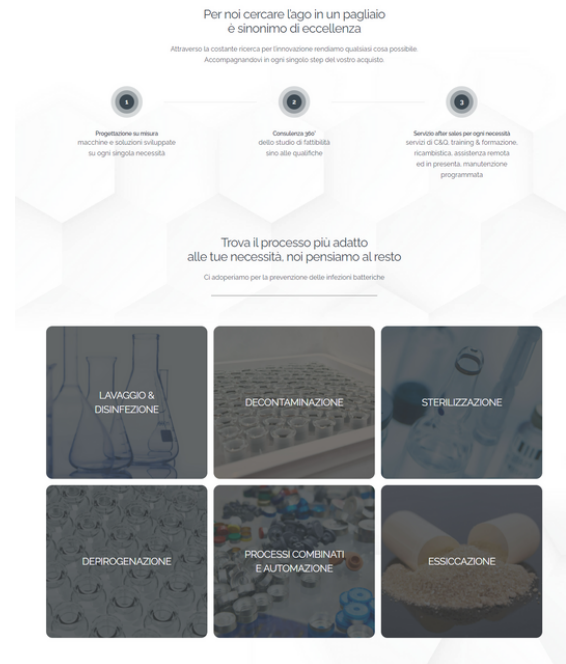 Per noi cercare l'ago in un pagliaio
è sinonimo di eccellenza
Attraverso la costante ricerca per l'innovazione rendiamo qualsiasi cosa possibile.
Accompagnandovi in ogni singolo step del vostro acquisto.
1
2
3
Progettazione su misura
macchine e soluzioni sviluppate
su ogni singola necessità
Consulenza 360°
dello studio di fattibilità
sino alle qualifiche
Servizio after sales per ogni necessità
servizi di C&Q, training & formazione,
ricambistica, assistenza remota
ed in presenta, manutenzione
programmata
Trova il processo più adatto
alle tue necessità, noi pensiamo al resto
Ci adoperiamo per la prevenzione delle infezioni batteriche
LAVAGGIO &
DISINFEZIONE
DECONTAMINAZIONE
STERILIZZAZIONE
DEPIROGENAZIONE
PROCESSI COMBINATI
E AUTOMAZIONE
ESSICCAZIONE